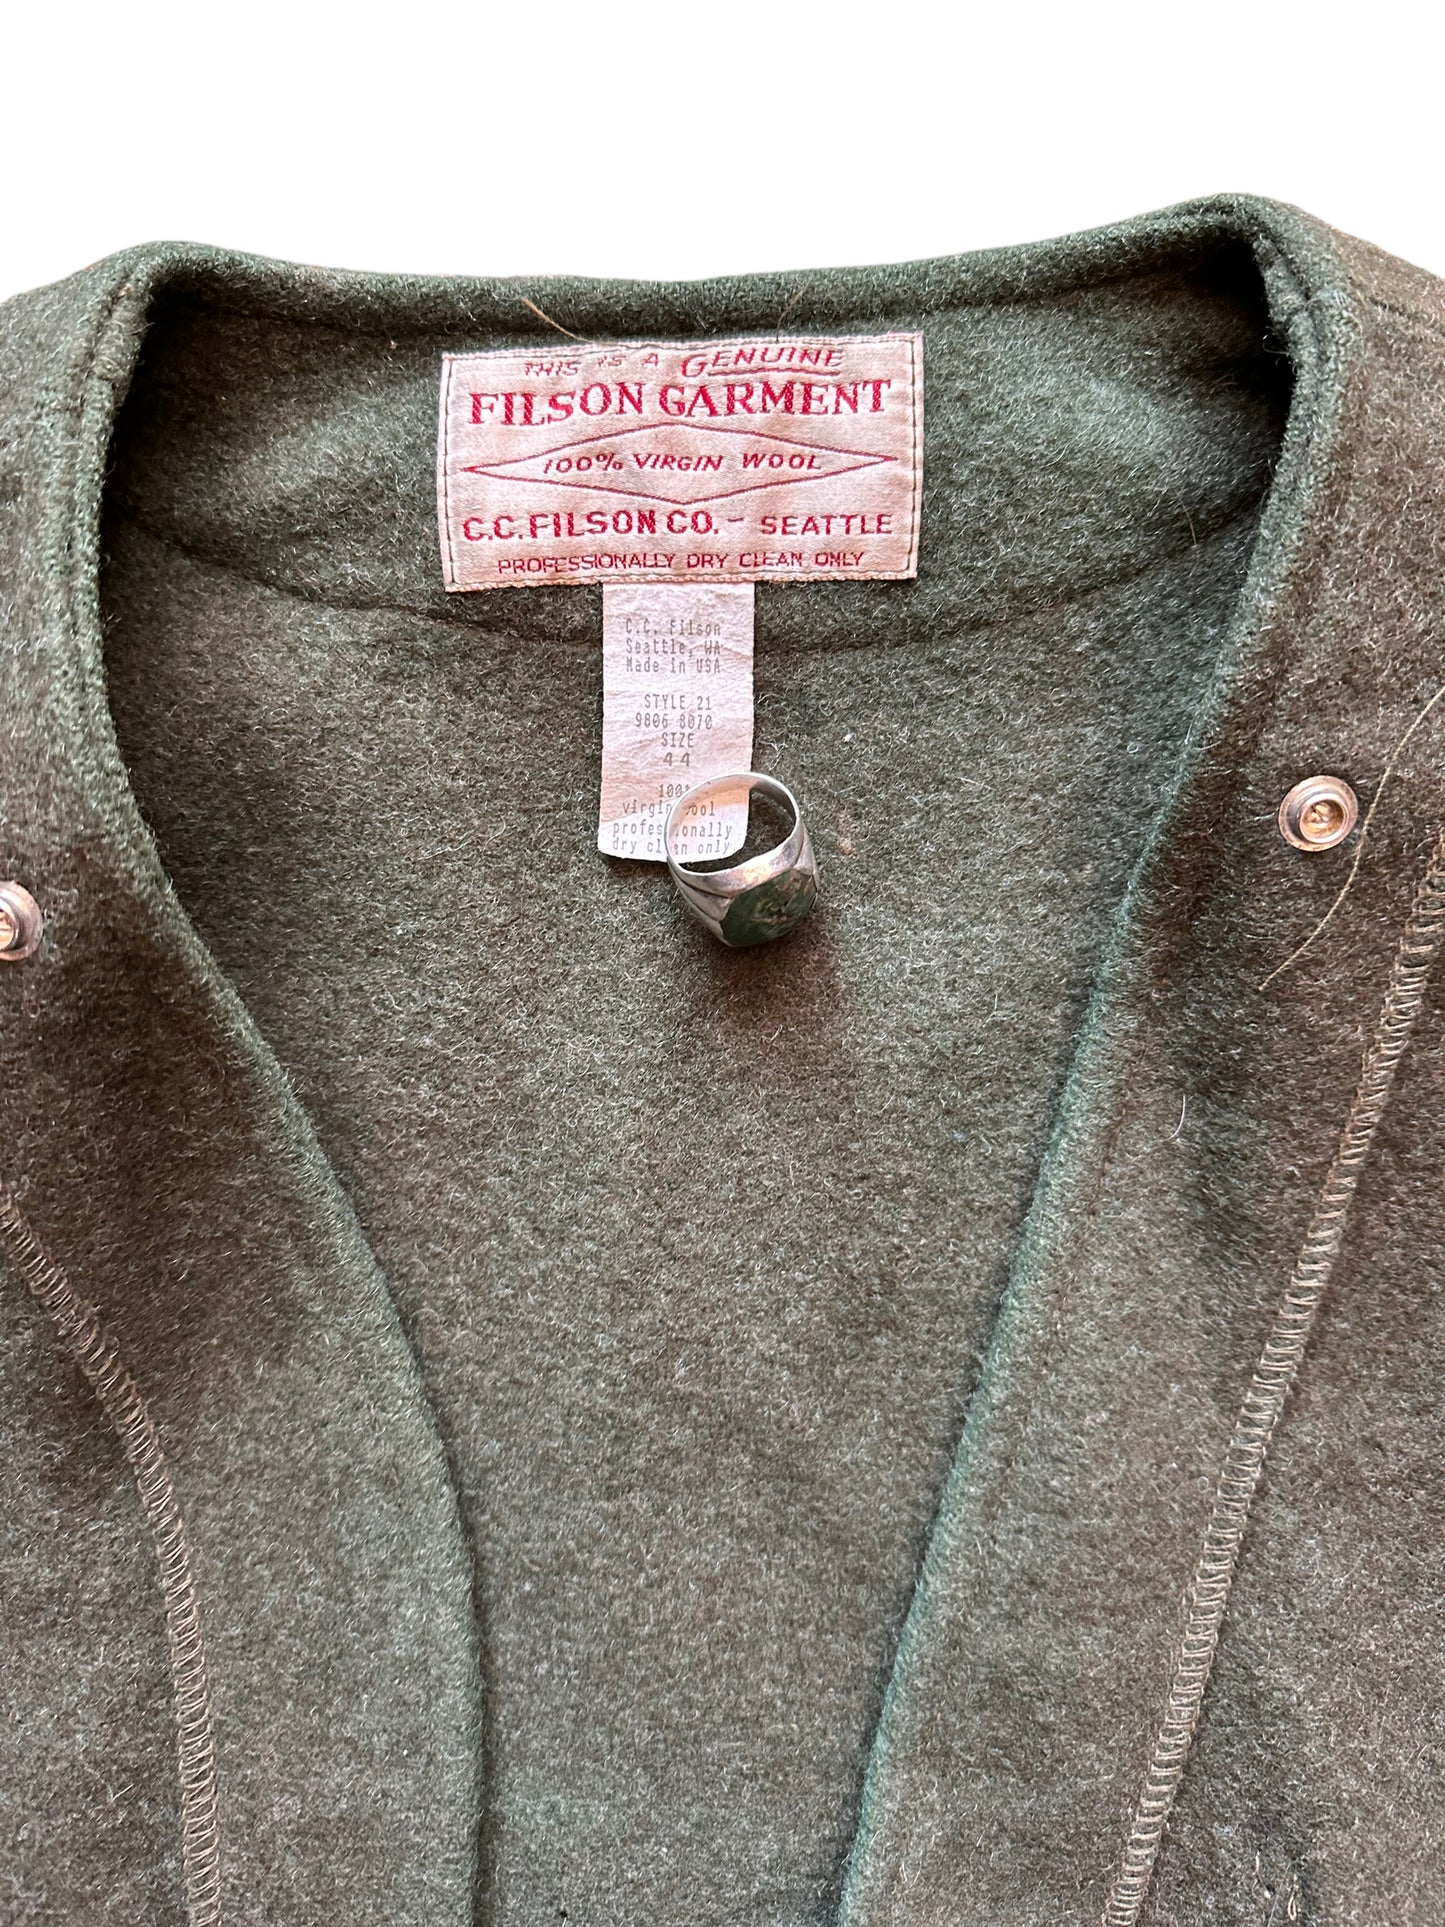 THIS IS A GENUINE
FILSON GARMENT
100% VIRGIN WOOL
C.C. FILSON CO. - SEATTLE
PROFESSIONALLY DRY CLEAN ONLY
C.C. Filson
Seattle, WA
Made in USA
STYLE 21
9806 8070
SIZE
44
100%
virgin wool
professionally
dry clean only